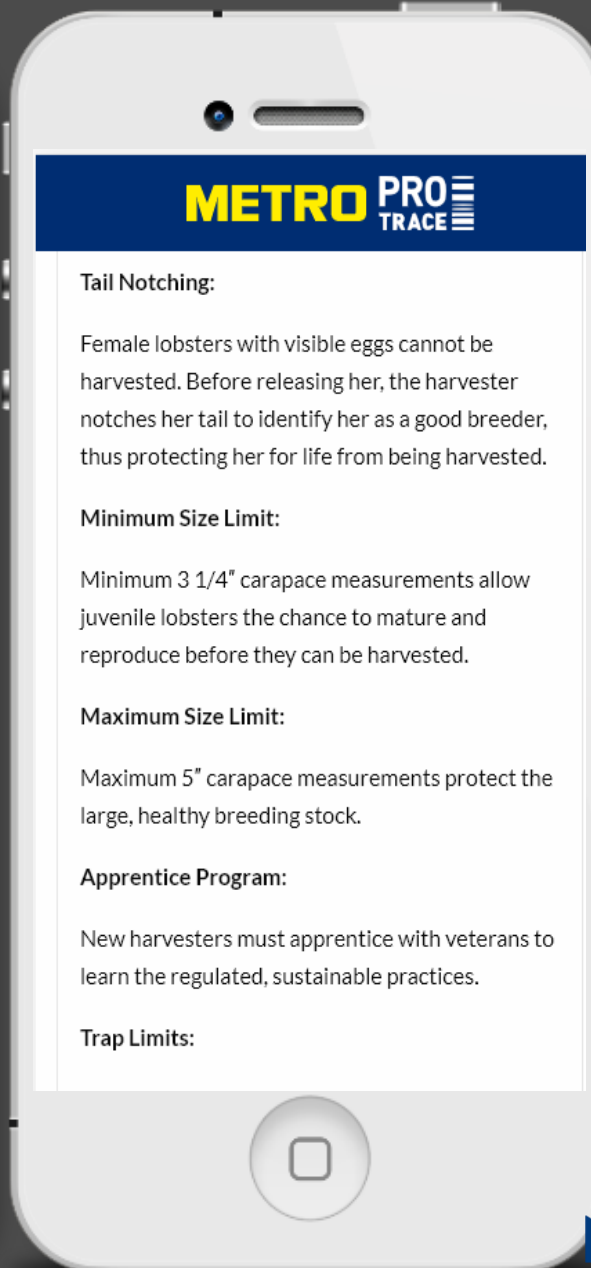 METRO PRO
TRACE
Tail Notching:
Female lobsters with visible eggs cannot be
harvested. Before releasing her, the harvester
notches her tail to identify her as a good breeder,
thus protecting her for life from being harvested.
Minimum Size Limit:
Minimum 3 1/4″ carapace measurements allow
juvenile lobsters the chance to mature and
reproduce before they can be harvested.
Maximum Size Limit:
Maximum 5″ carapace measurements protect the
large, healthy breeding stock.
Apprentice Program:
New harvesters must apprentice with veterans to
learn the regulated, sustainable practices.
Trap Limits: